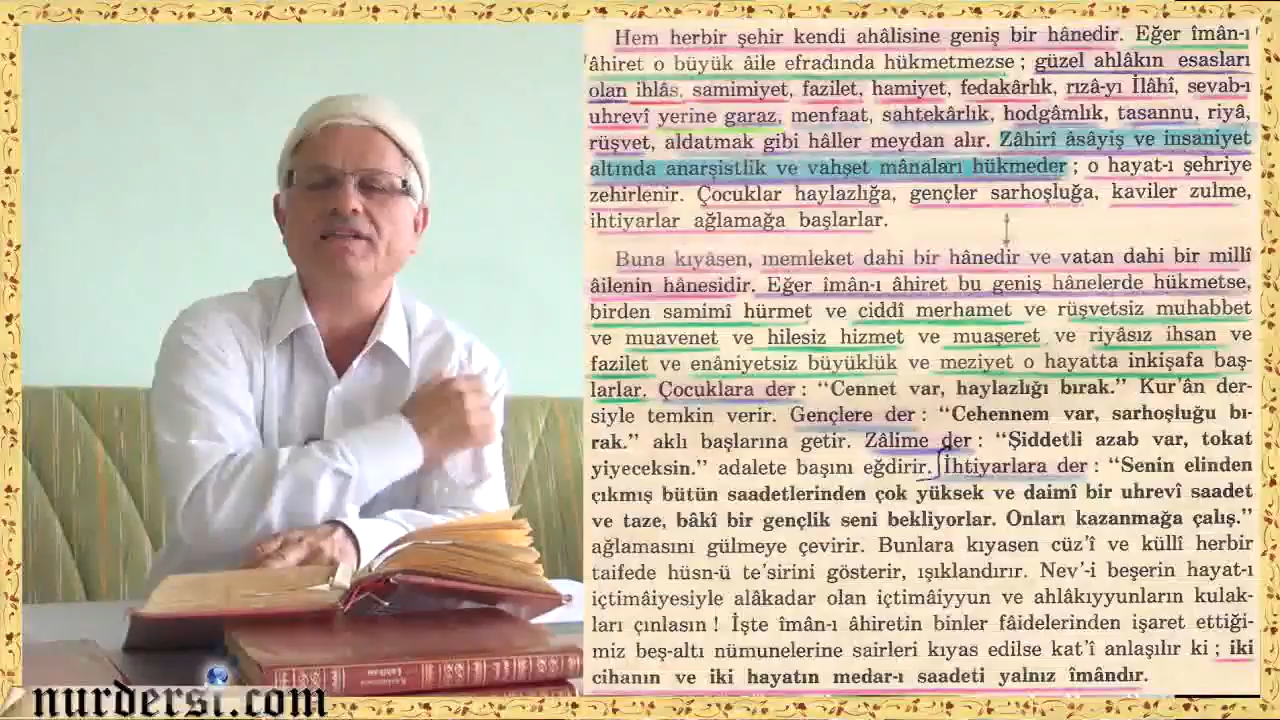 Hem herbir şehir kendi ahâlisine geniş bir hânedir. Eğer îmân-ı
âhiret o büyük âile efradında hükmetmezse ; güzel ahlâkın esasları
olan ihlâs, samimiyet, fazilet, hamiyet, fedakârlık, rızâ-yı İlâhî, sevab-ı
uhrevî yerine garaz, menfaat, sahtekârlık, hodgâmlık, tasannu, riyâ,
rüşvet, aldatmak gibi hâller meydan alır. Zâhirî âsâyiş ve insaniyet
altında anarşistlik ve vahşet mânaları hükmeder ; o hayat-ı şehriye
zehirlenir. Çocuklar haylazlığa, gençler sarhoşluğa, kaviler zulme,
ihtiyarlar ağlamağa başlarlar.
Buna kıyâsen, memleket dahi bir hânedir ve vatan dahi bir millî
âilenin hânesidir. Eğer îmân-ı âhiret bu geniş hânelerde hükmetse,
birden samimî hürmet ve ciddî merhamet ve rüşvetsiz muhabbet
ve muavenet ve hilesiz hizmet ve muaşeret ve riyâsız ihsan ve
fazilet ve enâniyetsiz büyüklük ve meziyet o hayatta inkişafa baş-
larlar. Çocuklara der : “Cennet var, haylazlığı bırak.” Kur'ân der-
siyle temkin verir. Gençlere der : “Cehennem var, sarhoşluğu bı-
rak.” aklı başlarına getir. Zâlime der : “Şiddetli azab var, tokat
yiyeceksin.” adalete başını eğdirir. İhtiyarlara der : “Senin elinden
çıkmış bütün saadetlerinden çok yüksek ve daimî bir uhrevî saadet
ve taze, bâkî bir gençlik seni bekliyorlar. Onları kazanmağa çalış.”
ağlamasını gülmeye çevirir. Bunlara kıyasen cüz'î ve küllî herbir
taifede hüsn-ü te'sirini gösterir, ışıklandırır. Nev'-i beşerin hayat-ı
içtimâiyesiyle alâkadar olan içtimâiyyun ve ahlâkıyyunların kulak-
ları çınlasın ! İşte îmân-ı âhiretin binler fâidelerinden işaret ettiği-
miz beş-altı nümunelerine sairleri kıyas edilse kat'î anlaşılır ki ; iki
cihanın ve iki hayatın medar-ı saadeti yalnız îmândır.
nurdersi.com